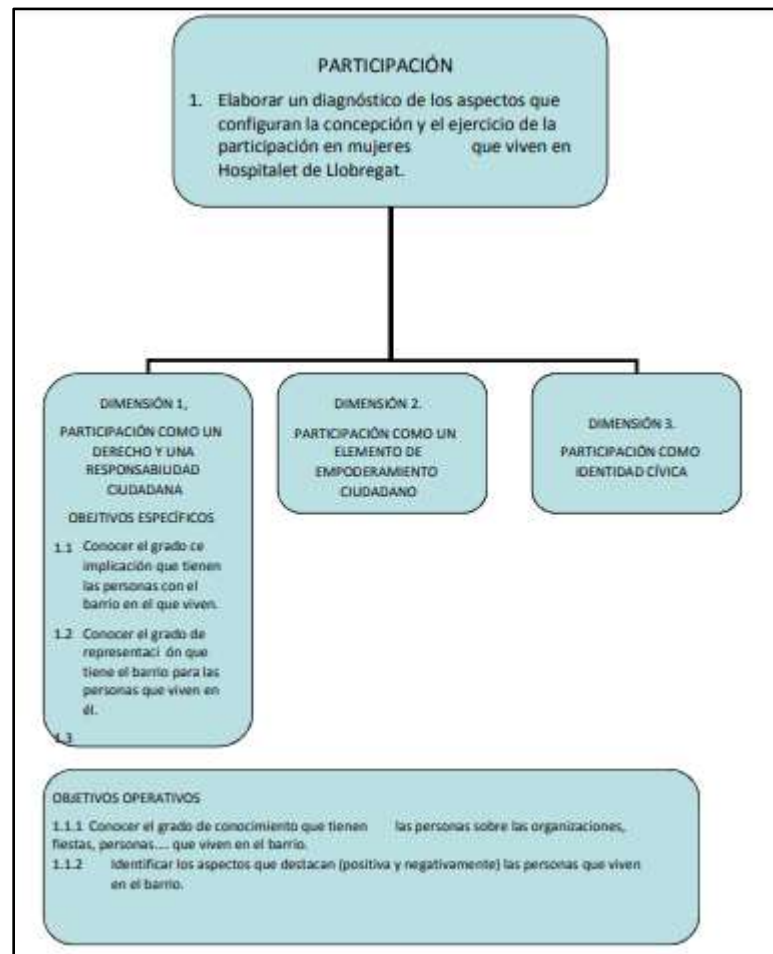 PARTICIPACIÓN
1. Elaborar un diagnóstico de los aspectos que
configuran la concepción y el ejercicio de la
participación en mujeres que viven en
Hospitalet de Llobregat.
DIMENSIÓN 1,
PARTICIPACIÓN COMO UN
DERECHO Y UNA
RESPONSABILIDAD
CIUDADANA
OBEJTIVOS ESPECÍFICOS
1.1 Conocer el grado ce
implicación que tienen
las personas con el
barrio en el que viven.
1.2 Conocer el grado de
representaci ón que
tiene el barrio para las
personas que viven en
él.
1.3
DIMENSIÓN 2.
PARTICIPACIÓN COMO UN
ELEMENTO DE
EMPODERAMIENTO
CIUDADANO
DIMENSIÓN 3.
PARTICIPACIÓN COMO
IDENTIDAD CÍVICA
OBJETIVOS OPERATIVOS
1.1.1 Conocer el grado de conocimiento que tienen las personas sobre las organizaciones,
fiestas, personas.... que viven en el barrio.
1.1.2 Identificar los aspectos que destacan (positiva y negativamente) las personas que viven
en el barrio.